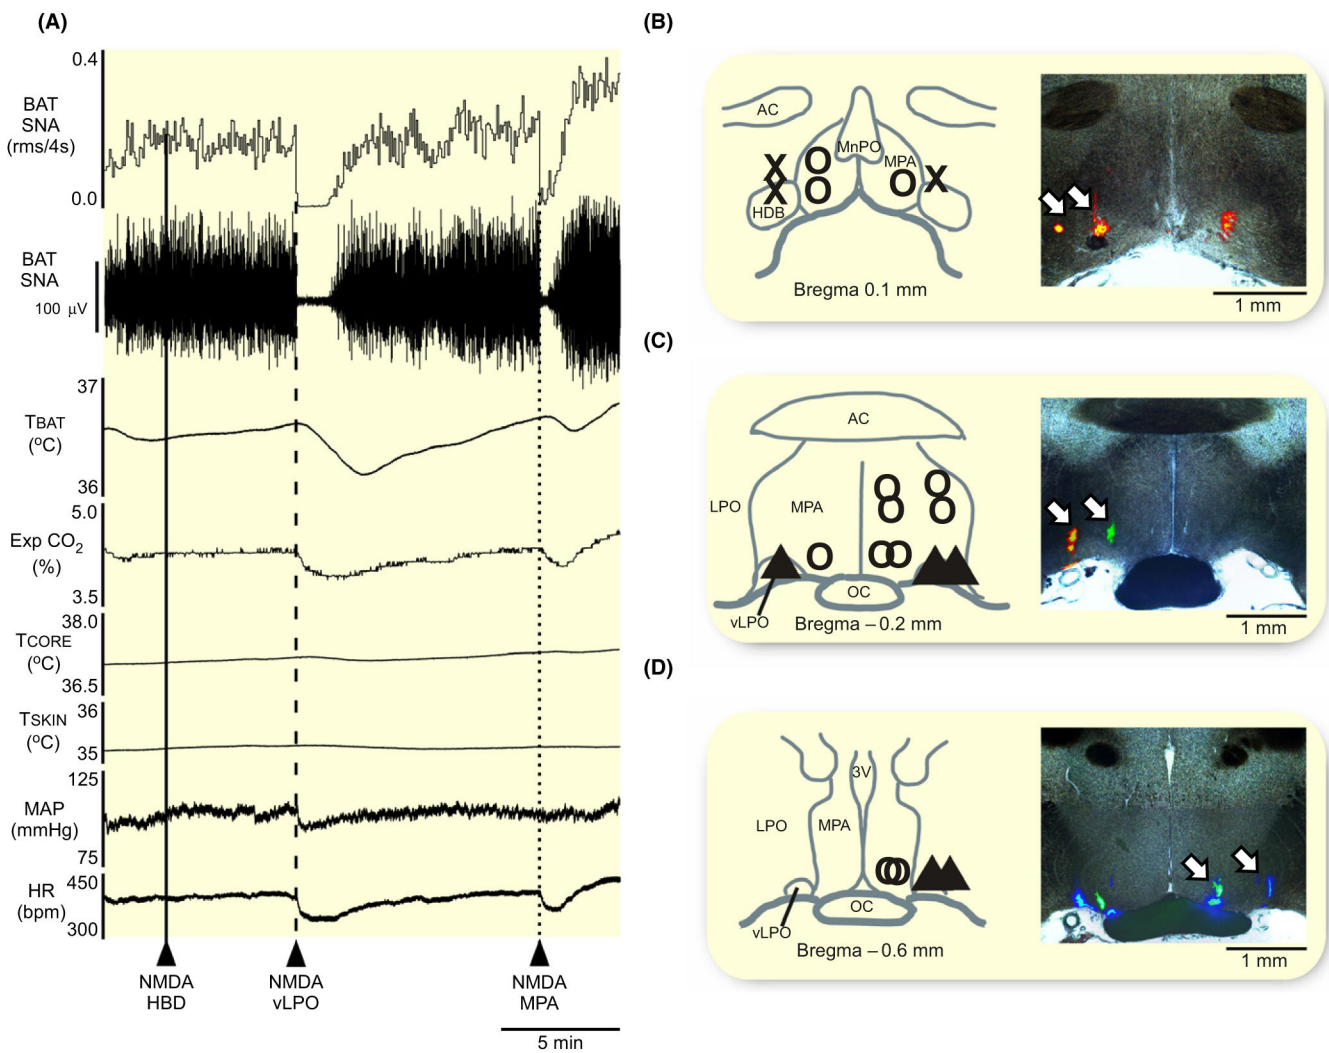 (A)
0.4
BAT
SNA
(rms/4s)
0.0
BAT
SNA
100 µV
37
TBAT
(°C)
36
5.0
Exp CO₂
(%)
3.5
38.0
TCORE
(°C)
36.5
36
TSKIN
(°C)
35
125
MAP
(mmHg)
75
450
HR
(bpm)
300
NMDA
HBD
NMDA
vLPO
NMDA
MPA
5 min
(B)
AC
MnPO
MPA
X
X
X
O
O
O
HDB
Bregma 0.1 mm
1 mm
(C)
AC
LPO
MPA
O
O
O
O
O
O
O
OC
vLPO
Bregma – 0.2 mm
1 mm
(D)
3V
LPO
MPA
O
O
OC
vLPO
Bregma – 0.6 mm
1 mm